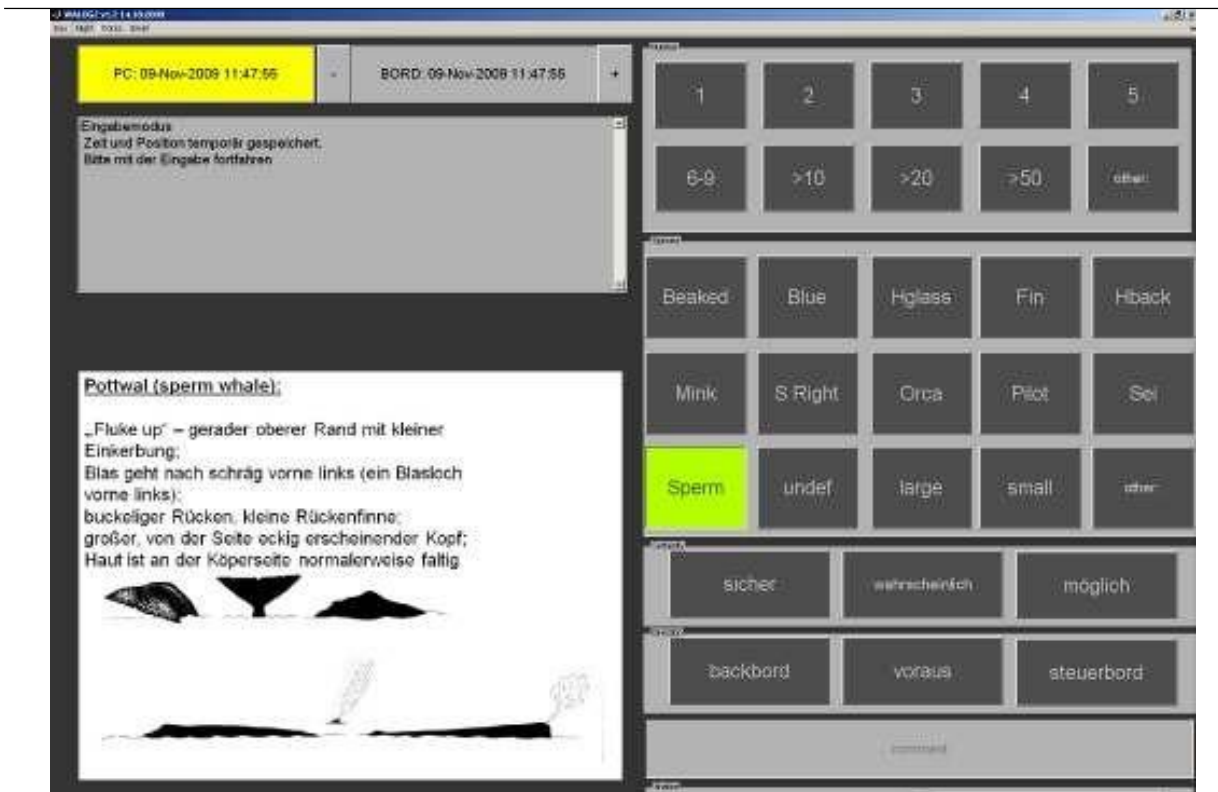 PC: 09-Nov-2009 11:47:56
-
BORD: 09-Nov-2009 11:47:56
+
Eingabemodus
Zeit und Position temporär gespeichert.
Bitte mit der Eingabe fortfahren
Pottwal (sperm whale):
„Fluke up“ – gerader oberer Rand mit kleiner
Einkerbung;
Blas geht nach schräg vorne links (ein Blasloch
vorne links);
buckeliger Rücken, kleine Rückenfinne;
großer, von der Seite eckig erscheinender Kopf;
Haut ist an der Köperseite normalerweise faltig
1 2 3 4 5
6-9 >10 >20 >50 other
Beaked Blue Hglass Fin Hback
Mink S Right Orca Pilot Sei
Sperm undef large small other
sicher wahrscheinlich möglich
backbord voraus steuerbord
comment